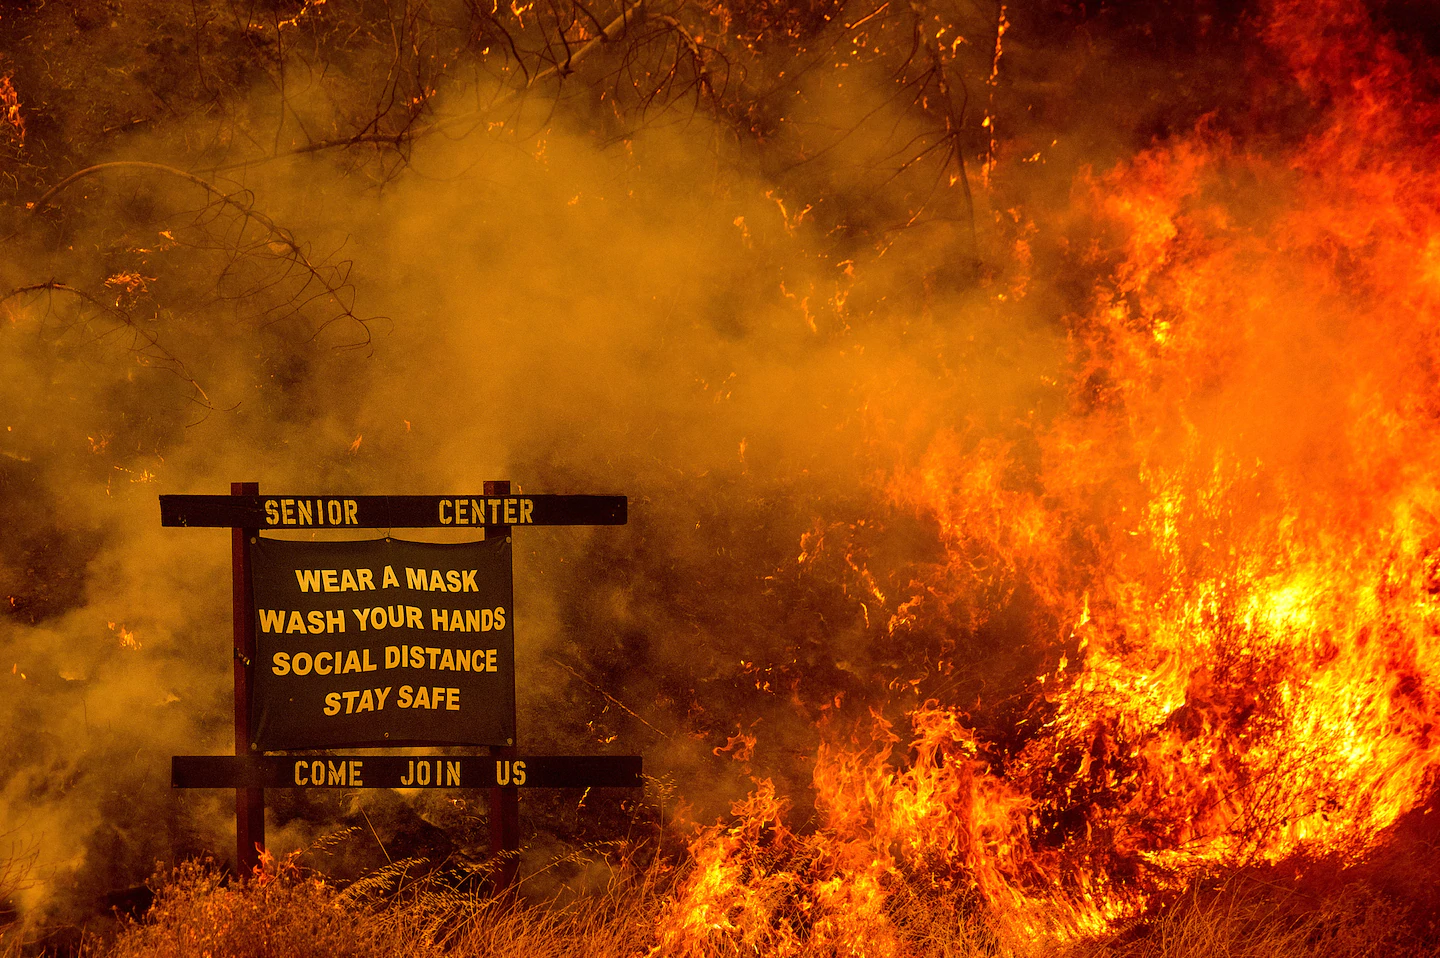 SENIOR CENTER
WEAR A MASK
WASH YOUR HANDS
SOCIAL DISTANCE
STAY SAFE
COME JOIN US